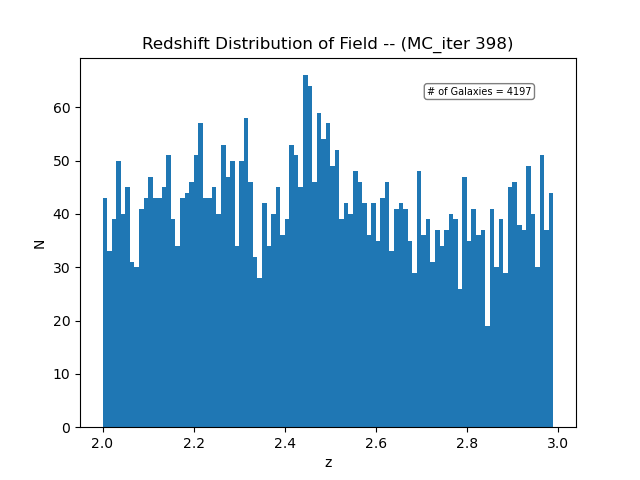 Redshift Distribution of Field -- (MC_iter 398)
# of Galaxies = 4197
60
50
40
30
20
10
0
N
2.0 2.2 2.4 2.6 2.8 3.0
z